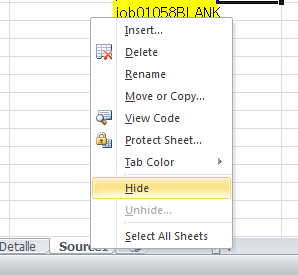 job01058BLANK
Insert...
Delete
Rename
Move or Copy...
View Code
Protect Sheet...
Tab Color
Hide
Unhide...
Select All Sheets
Detalle
Source1